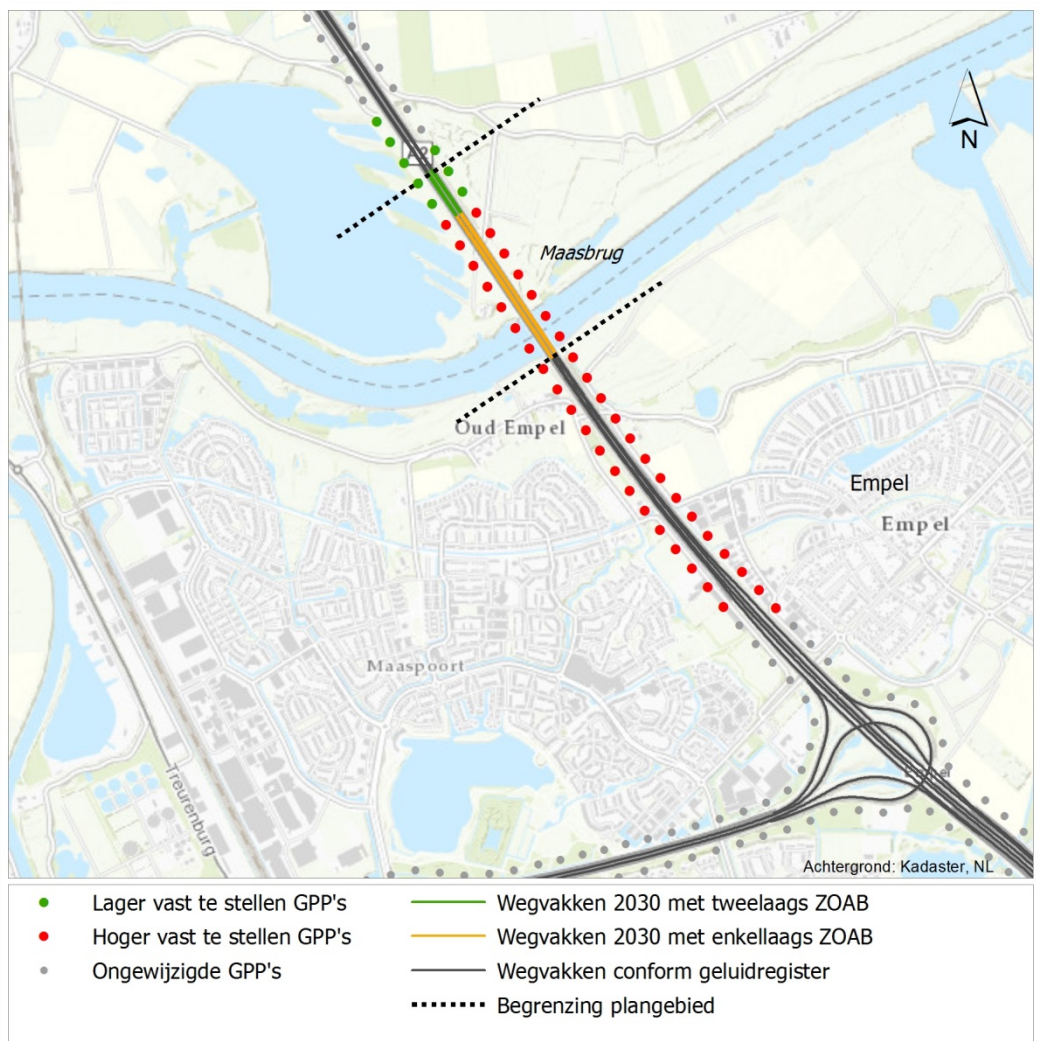 N
Maasbrug
Oud Empel
Empel
Empel
Maaspoort
Treurenburg
Achtergrond: Kadaster, NL
Lager vast te stellen GPP's
Hoger vast te stellen GPP's
Ongewijzigde GPP's
Wegvakken 2030 met tweelaags ZOAB
Wegvakken 2030 met enkellaags ZOAB
Wegvakken conform geluidregister
Begrenzing plangebied